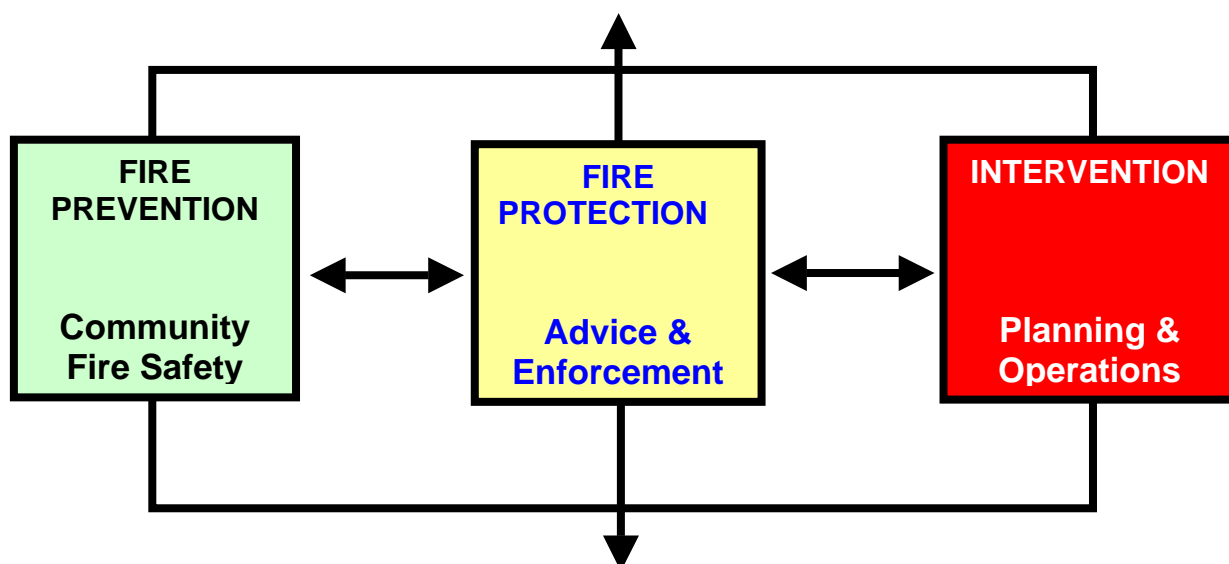 FIRE
PREVENTION
Community
Fire Safety
FIRE
PROTECTION
Advice &
Enforcement
INTERVENTION
Planning &
Operations